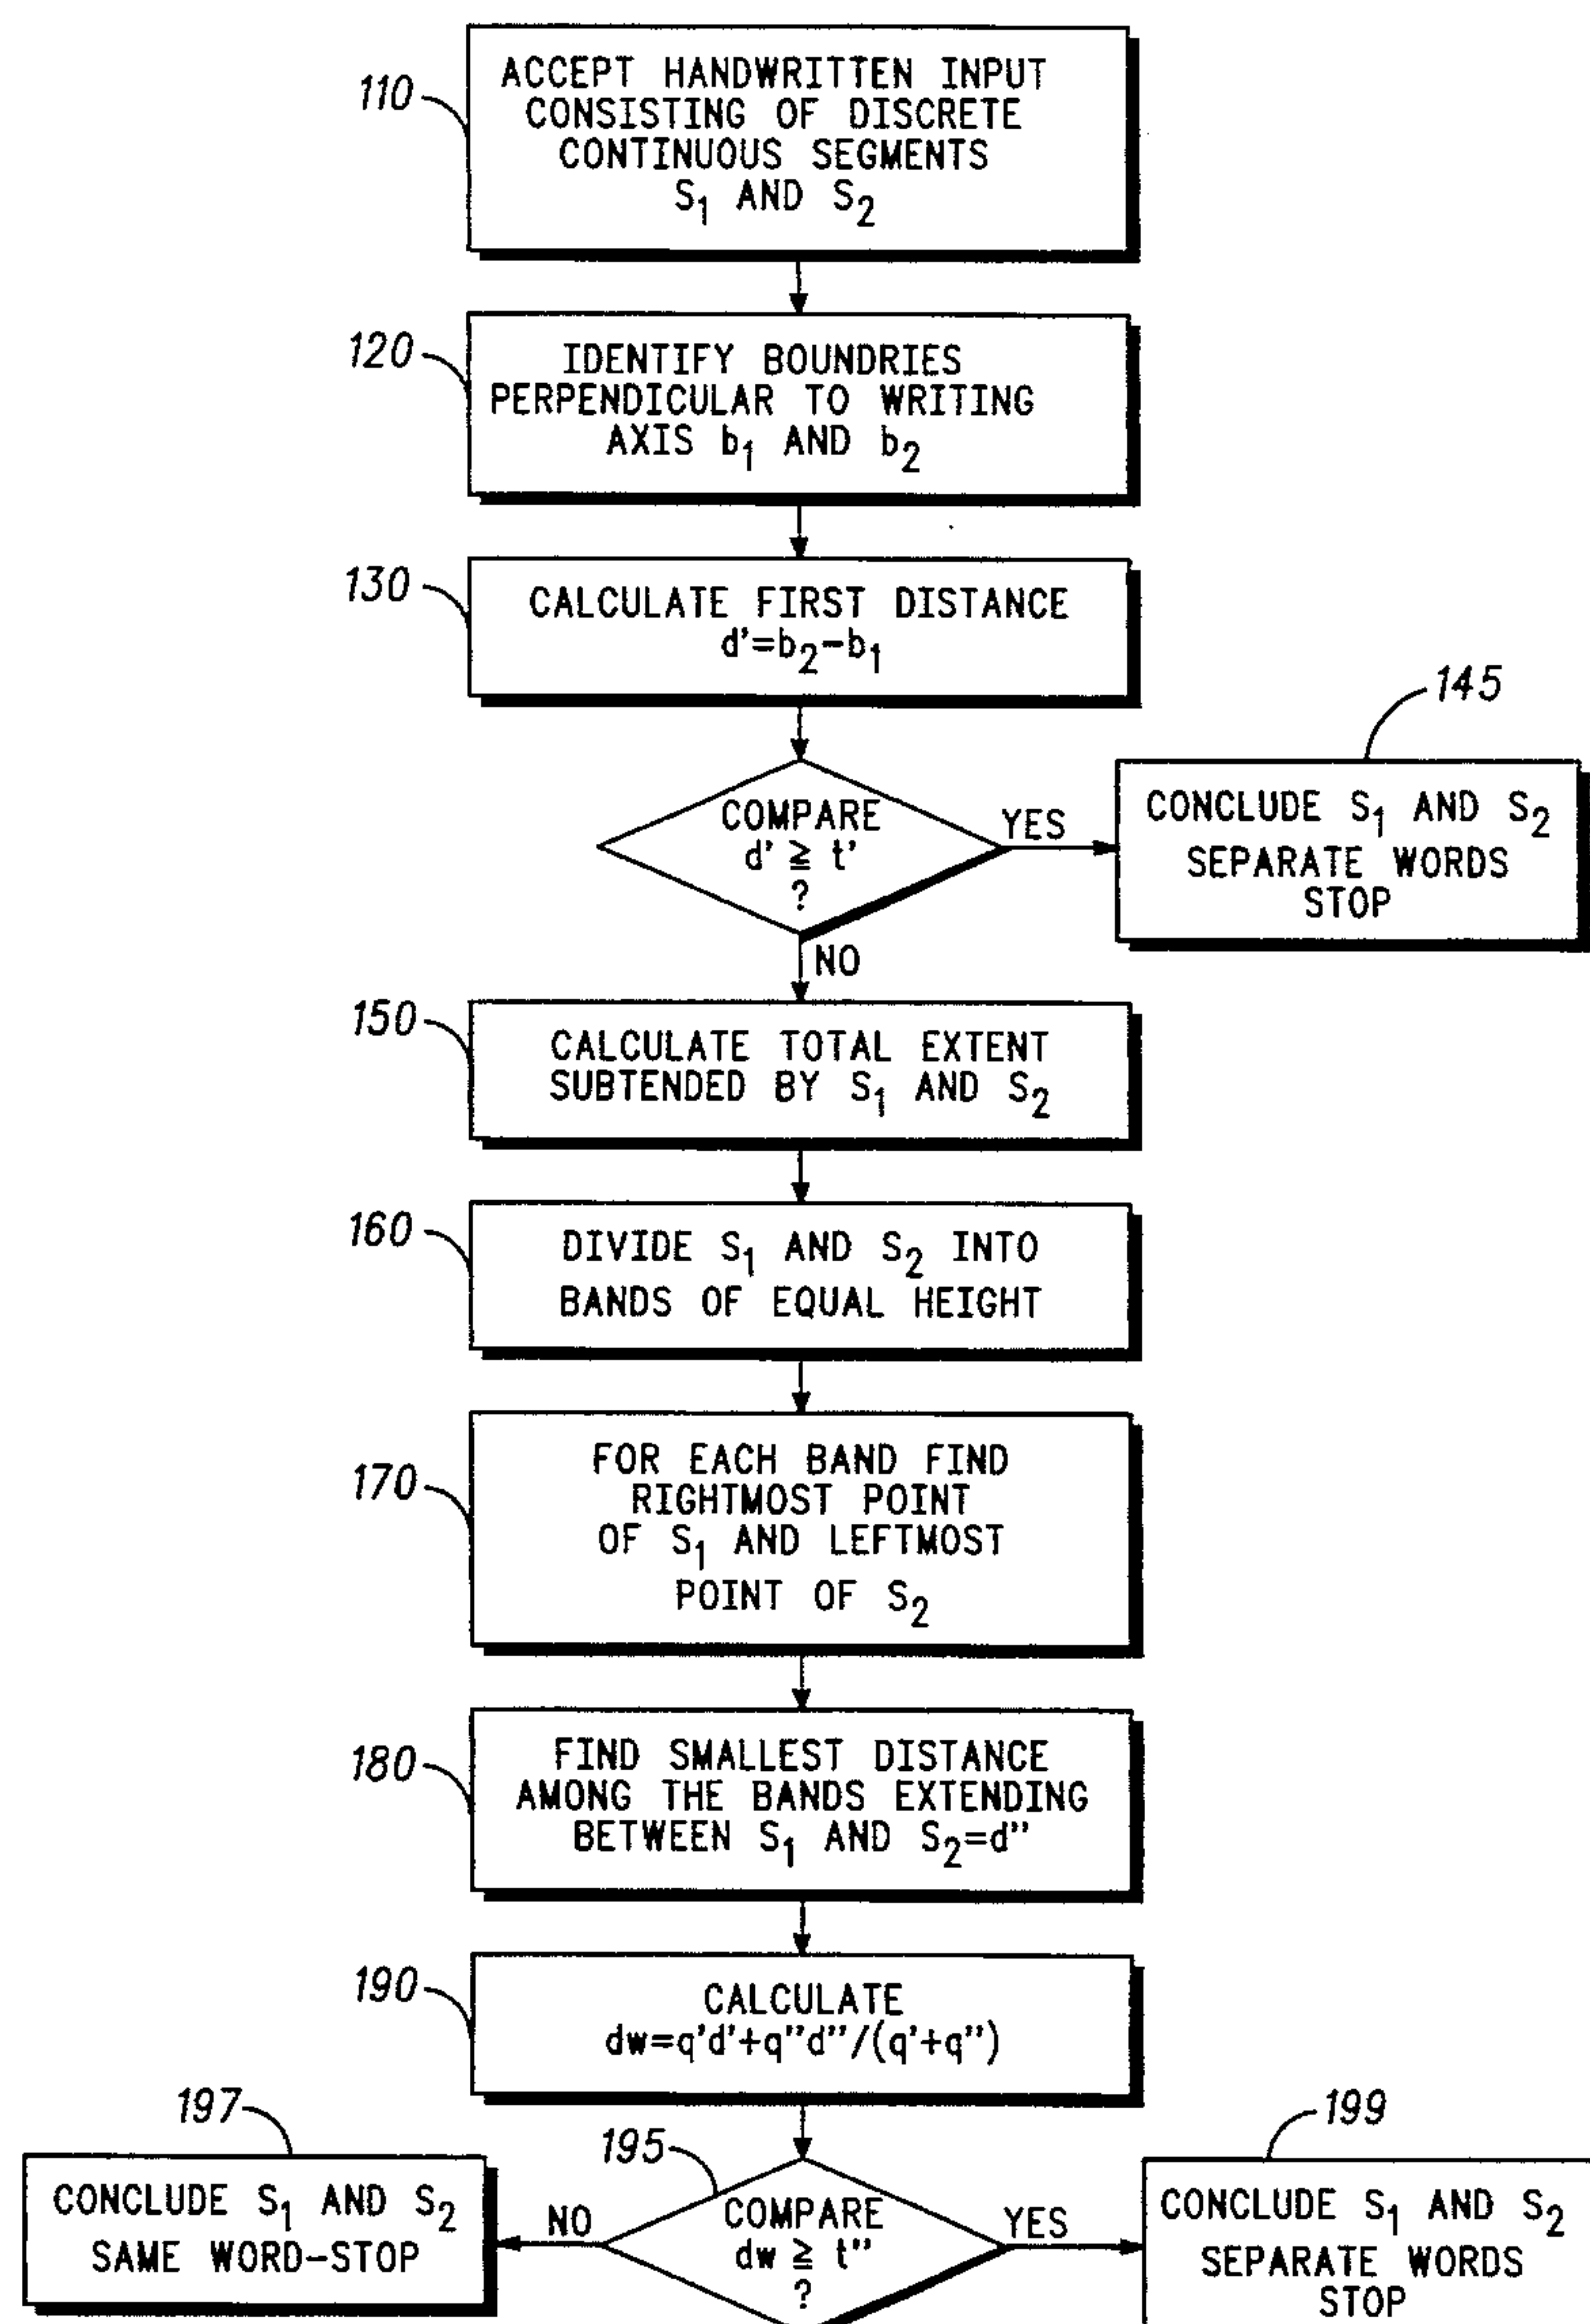 110
ACCEPT HANDWRITTEN INPUT
CONSISTING OF DISCRETE
CONTINUOUS SEGMENTS
S₁ AND S₂
120
IDENTIFY BOUNDRIES
PERPENDICULAR TO WRITING
AXIS b₁ AND b₂
130
CALCULATE FIRST DISTANCE
d'=b₂-b₁
COMPARE
d' ≧ t'
?
YES
145
CONCLUDE S₁ AND S₂
SEPARATE WORDS
STOP
NO
150
CALCULATE TOTAL EXTENT
SUBTENDED BY S₁ AND S₂
160
DIVIDE S₁ AND S₂ INTO
BANDS OF EQUAL HEIGHT
170
FOR EACH BAND FIND
RIGHTMOST POINT
OF S₁ AND LEFTMOST
POINT OF S₂
180
FIND SMALLEST DISTANCE
AMONG THE BANDS EXTENDING
BETWEEN S₁ AND S₂=d"
190
CALCULATE
dw=q'd'+q"d"/(q'+q")
195
COMPARE
dw ≧ t"
?
NO
197
CONCLUDE S₁ AND S₂
SAME WORD-STOP
YES
199
CONCLUDE S₁ AND S₂
SEPARATE WORDS
STOP